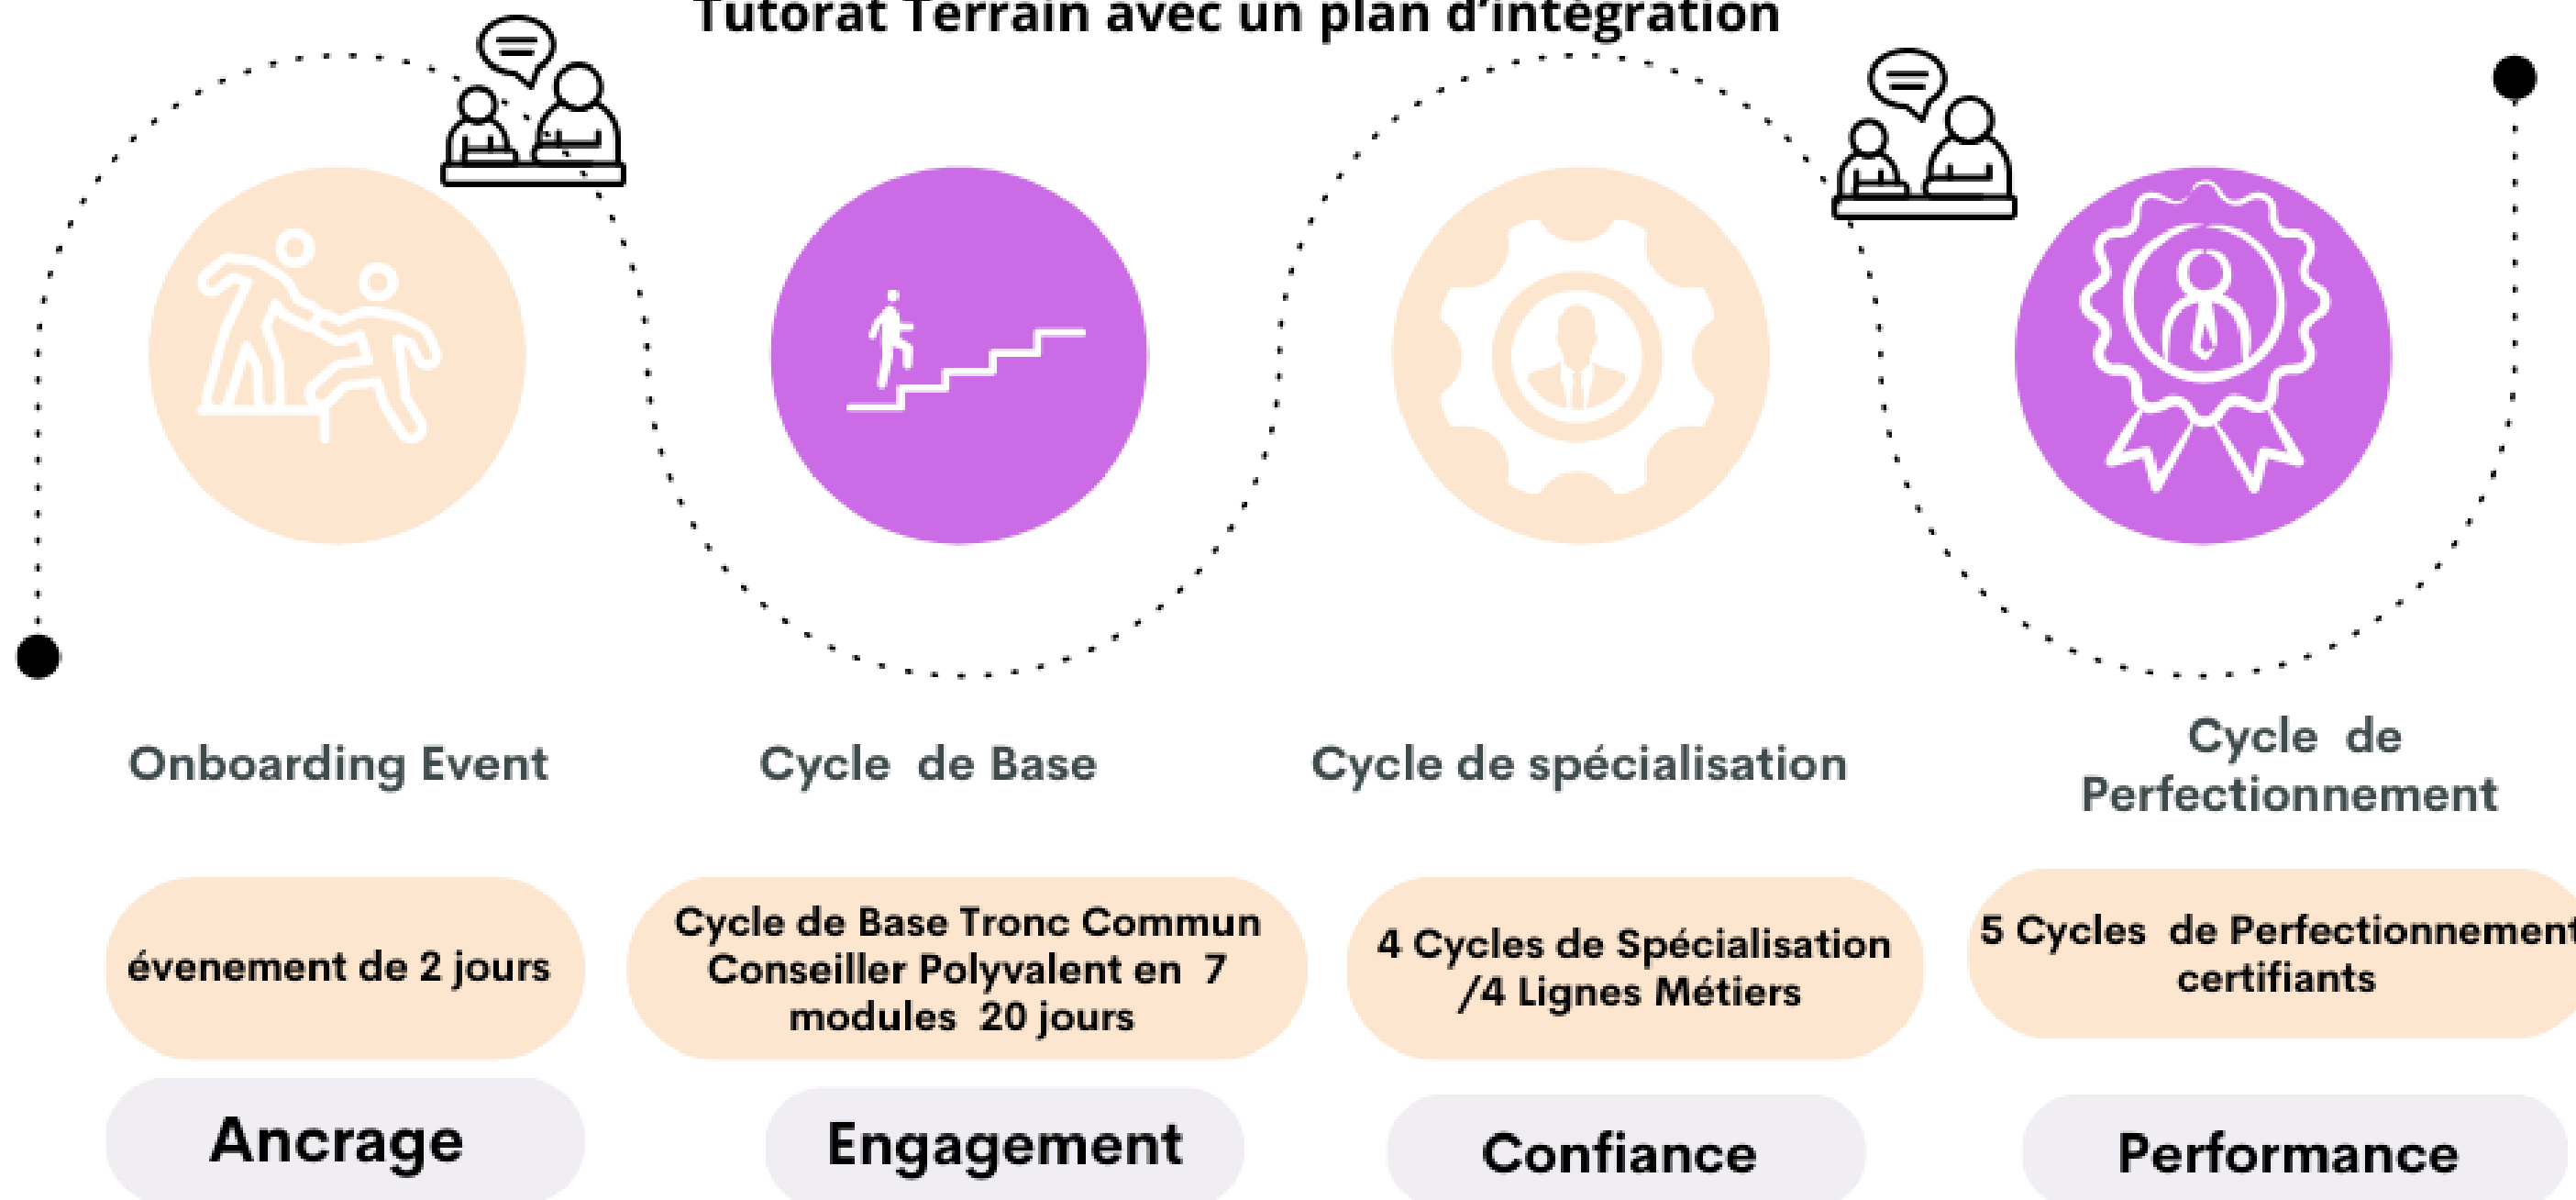 Tutorat Terrain avec un plan d'intégration
Onboarding Event
Cycle de Base
Cycle de spécialisation
Cycle de
Perfectionnement
évenement de 2 jours
Cycle de Base Tronc Commun
Conseiller Polyvalent en 7
modules 20 jours
4 Cycles de Spécialisation
/4 Lignes Métiers
5 Cycles de Perfectionnement
certifiants
Ancrage
Engagement
Confiance
Performance